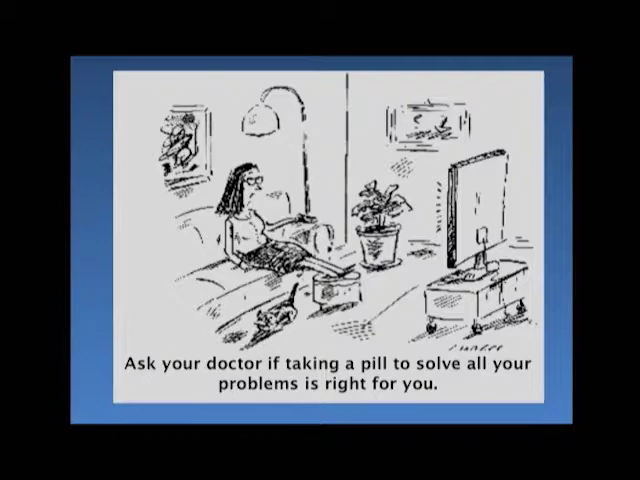 Ask your doctor if taking a pill to solve all your
problems is right for you.